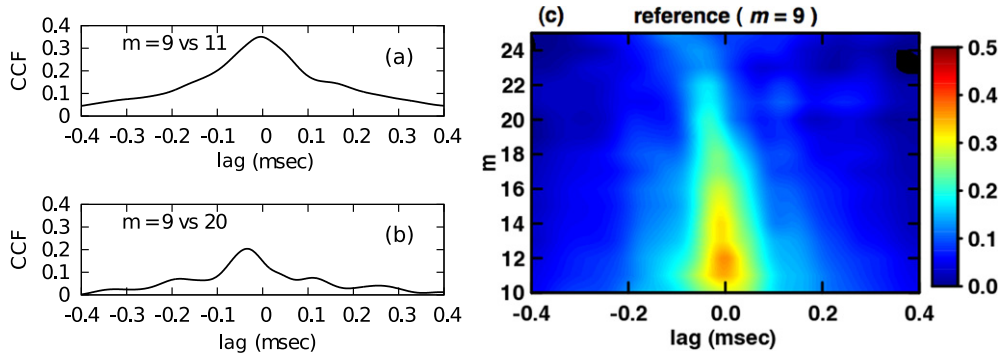 (a)
m = 9 vs 11
CCF
0.4
0.3
0.2
0.1
0
-0.4 -0.3 -0.2 -0.1 0 0.1 0.2 0.3 0.4
lag (msec)
(b)
m = 9 vs 20
CCF
0.4
0.3
0.2
0.1
0
-0.4 -0.3 -0.2 -0.1 0 0.1 0.2 0.3 0.4
lag (msec)
(c) reference ( m = 9 )
m
24
22
20
18
16
14
12
10
-0.4 -0.2 0.0 0.2 0.4
lag (msec)
0.5
0.4
0.3
0.2
0.1
0.0